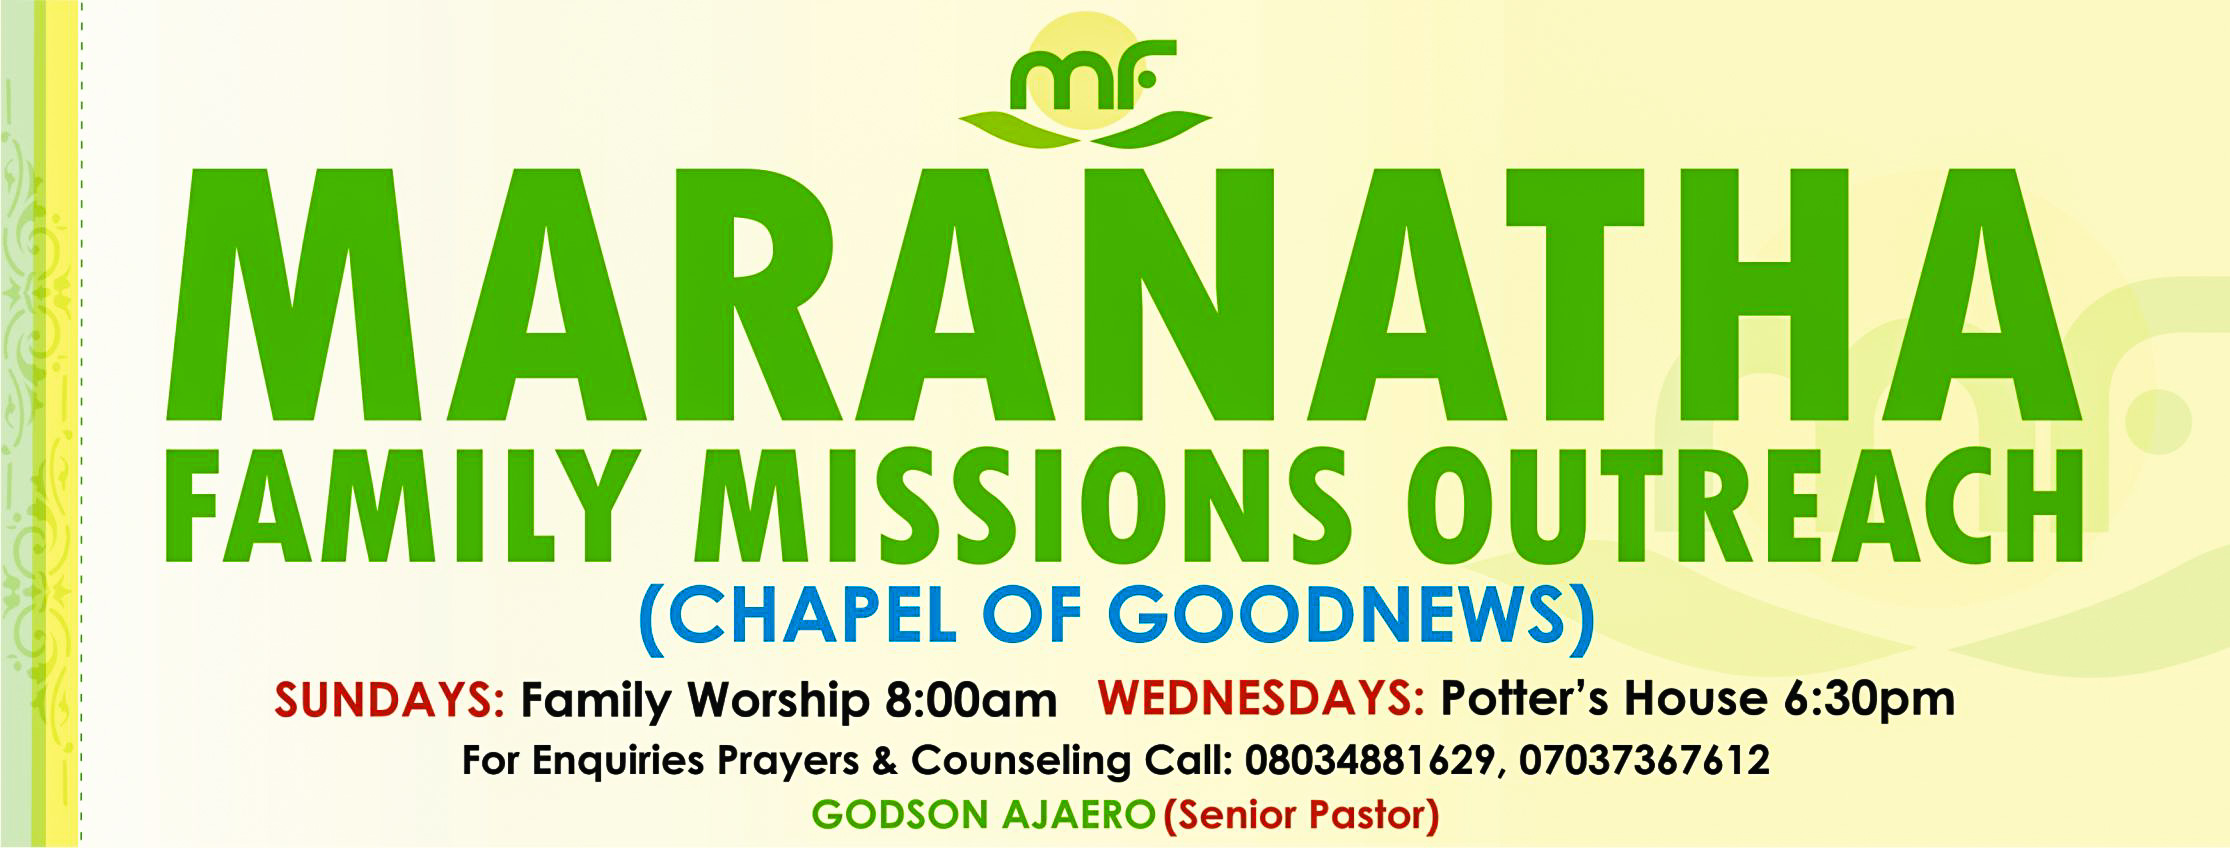 mf
MARANATHA
FAMILY MISSIONS OUTREACH
(CHAPEL OF GOODNEWS)
SUNDAYS: Family Worship 8:00am WEDNESDAYS: Potter's House 6:30pm
For Enquiries Prayers & Counseling Call: 08034881629, 07037367612
GODSON AJAERO (Senior Pastor)